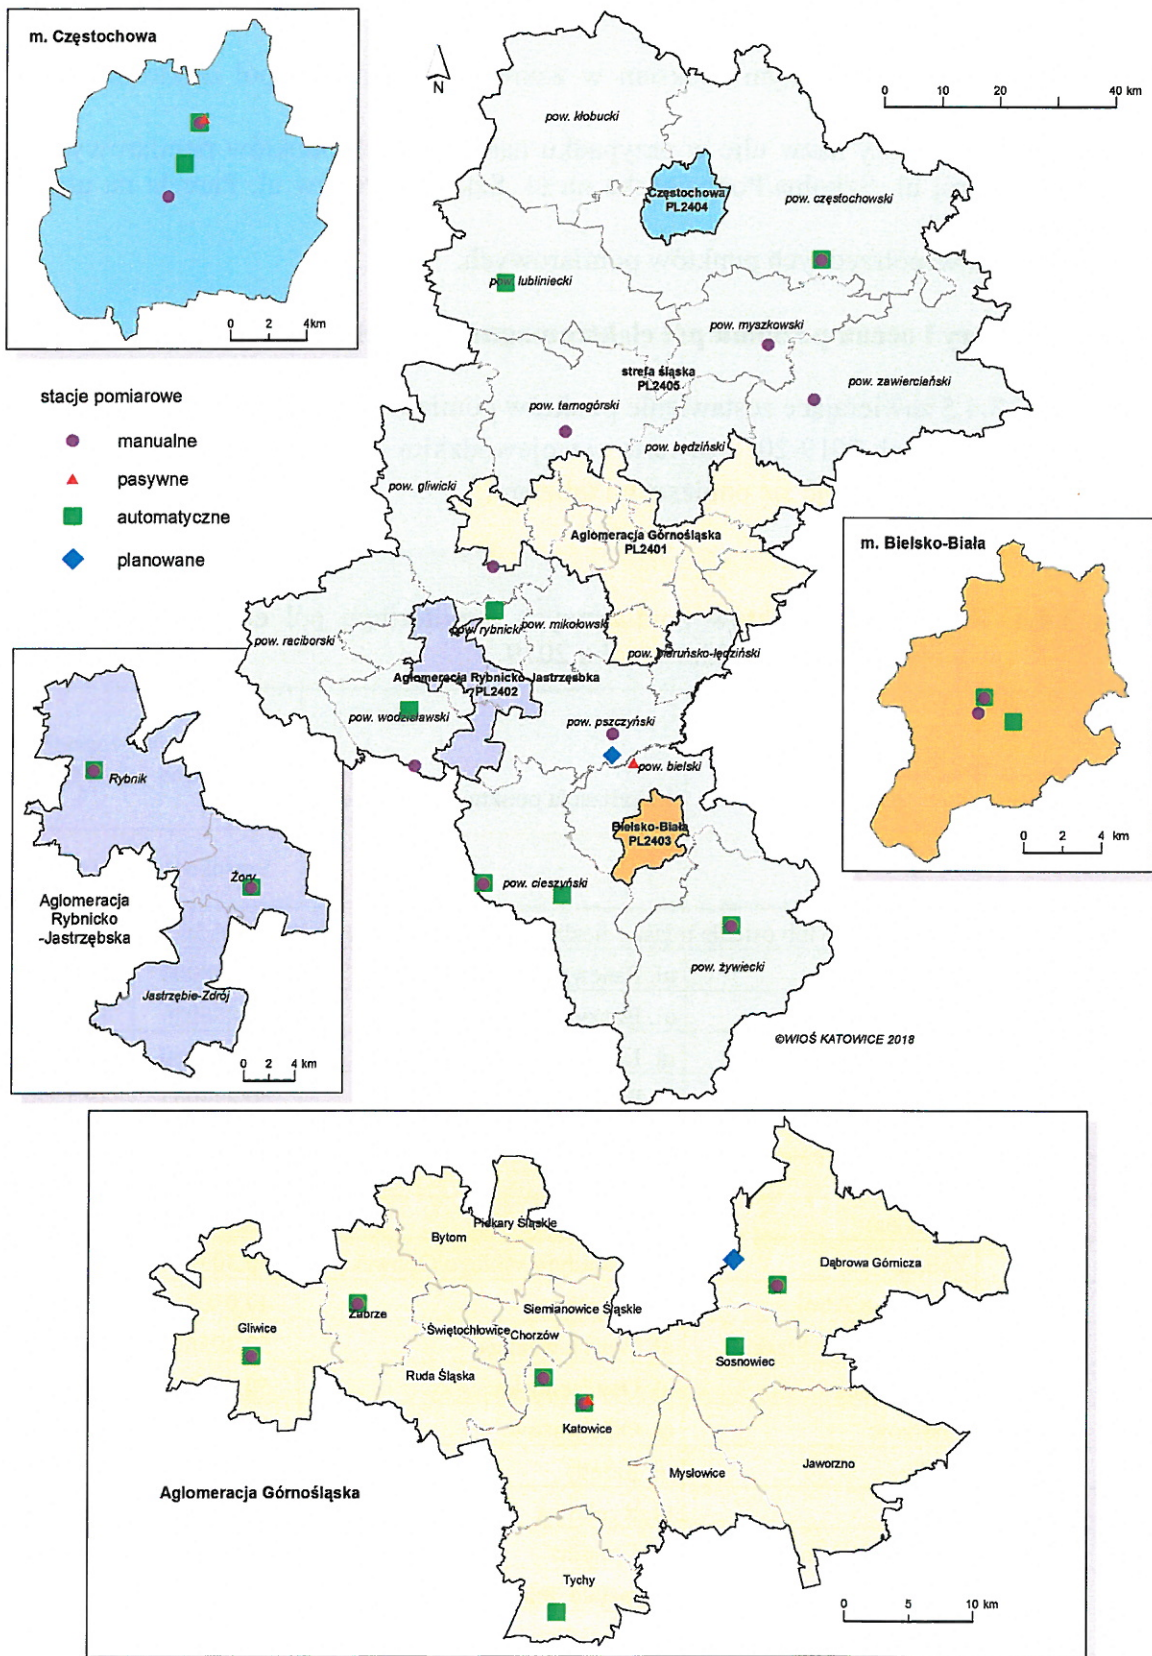 m. Częstochowa
0 2 4km
N
0 10 20 40 km
pow. kłobucki
Częstochowa
PL2404
pow. częstochowski
pow. lubliniecki
pow. myszkowski
strefa śląska
PL2405
pow. zawierciański
pow. tarnogórski
pow. będziński
pow. gliwicki
Aglomeracja Górnośląska
PL2401
stacje pomiarowe
manualne
pasywne
automatyczne
planowane
m. Bielsko-Biała
0 2 4 km
pow. raciborski
pow. rybnicki
pow. mikołowski
pow. bieruńsko-lędziński
Aglomeracja Rybnicko-Jastrzęsbka
PL2402
pow. wodzisławski
pow. pszczyński
pow. bielski
Bielsko-Biała
PL2403
pow. cieszyński
pow. żywiecki
©WIOŚ KATOWICE 2018
Rybnik
Żory
Aglomeracja
Rybnicko
-Jastrzębska
Jastrzębie-Zdrój
0 2 4 km
Piekary Śląskie
Bytom
Dąbrowa Górnicza
Siemianowice Śląskie
Zabrze
Gliwice
Świętochłowice
Chorzów
Sosnowiec
Ruda Śląska
Katowice
Mysłowice
Jaworzno
Aglomeracja Górnośląska
Tychy
0 5 10 km